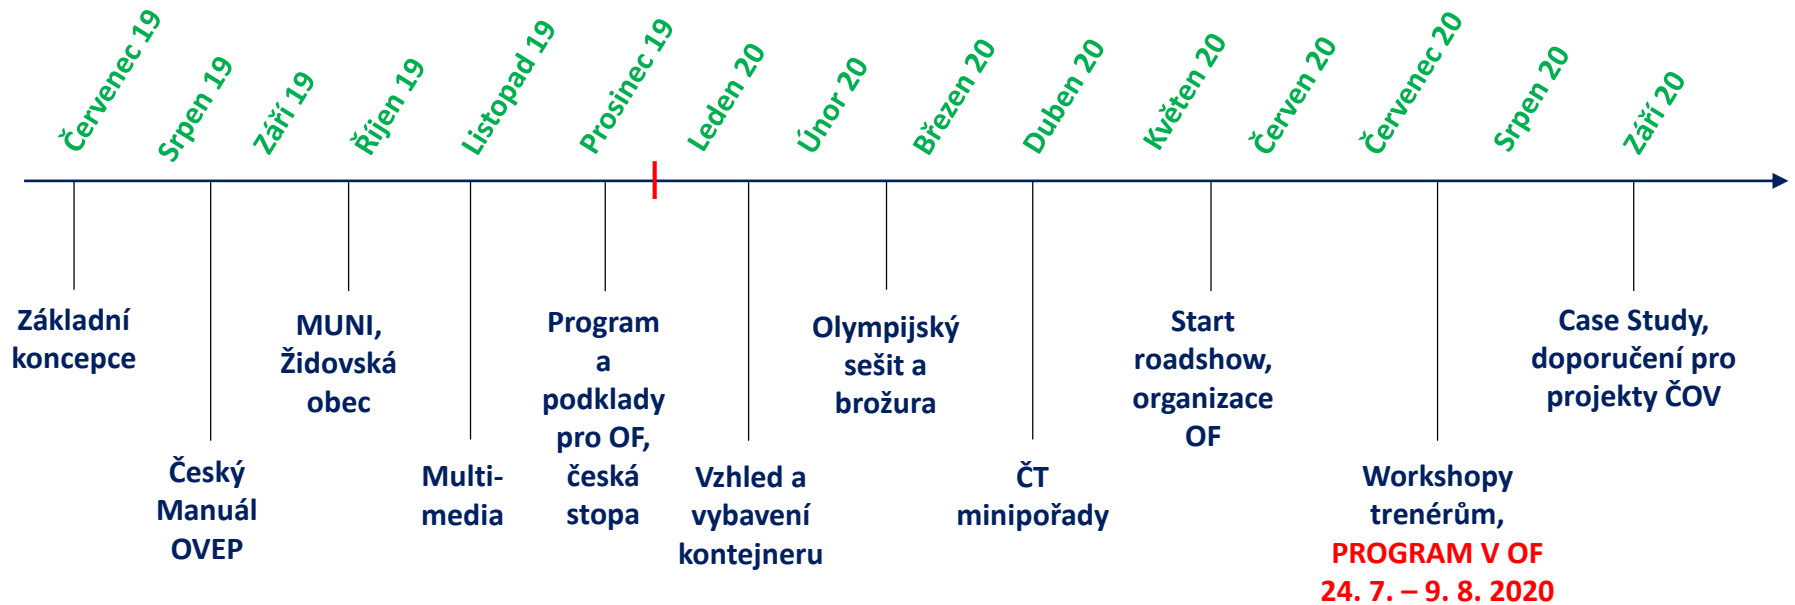 Červenec 19
Srpen 19
Září 19
Říjen 19
Listopad 19
Prosinec 19
Leden 20
Únor 20
Březen 20
Duben 20
Květen 20
Červen 20
Červenec 20
Srpen 20
Září 20
Základní
koncepce
Český
Manuál
OVEP
MUNI,
Židovská
obec
Multi-
media
Program
a
podklady
pro OF,
česká
stopa
Vzhled a
vybavení
kontejneru
Olympijský
sešit a
brožura
ČT
minipořady
Start
roadshow,
organizace
OF
Workshopy
trenérům,
PROGRAM V OF
24. 7. – 9. 8. 2020
Case Study,
doporučení pro
projekty ČOV